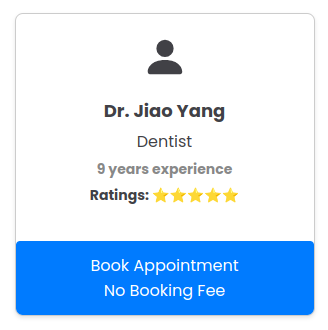 Dr. Jiao Yang
Dentist
9 years experience
Ratings: ⭐⭐⭐⭐⭐
Book Appointment
No Booking Fee